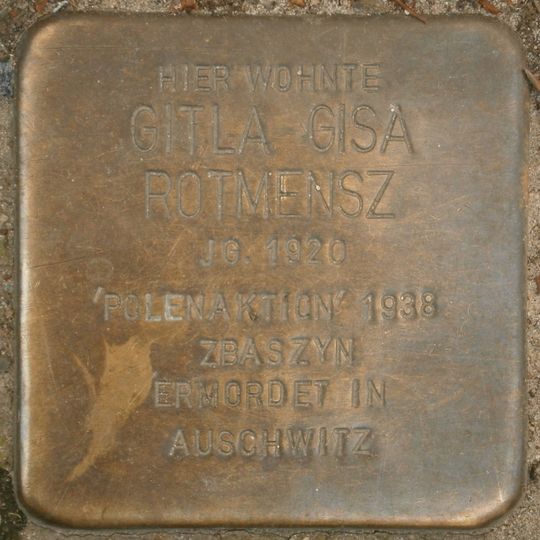 HIER WOHNTE
GITLA GISA
ROTMENSZ
JG. 1920
'POLENAKTION' 1938
ZBASZYN
ERMORDET IN
AUSCHWITZ